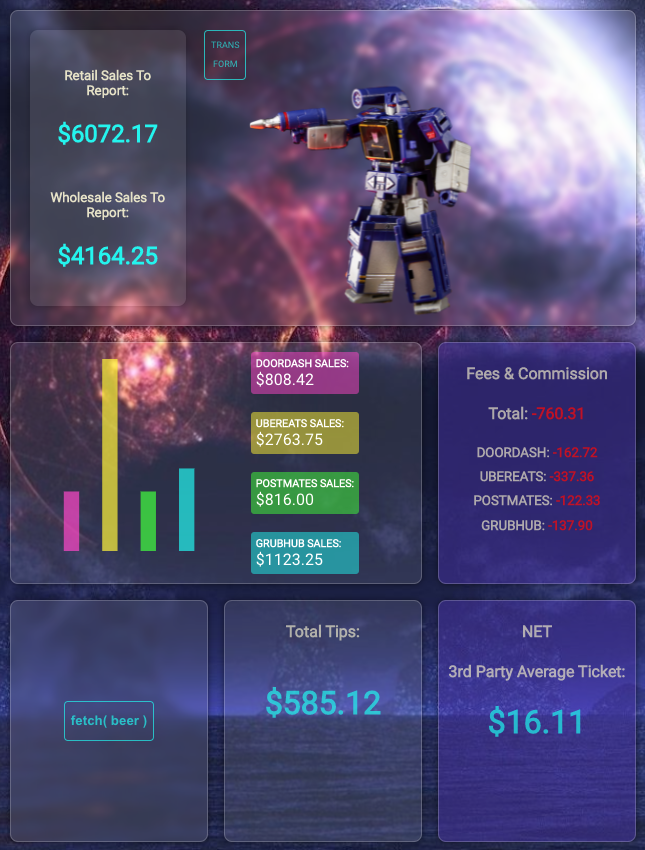 TRANS
FORM
Retail Sales To
Report:
$6072.17
Wholesale Sales To
Report:
$4164.25
DOORDASH SALES:
$808.42
UBEREATS SALES:
$2763.75
POSTMATES SALES:
$816.00
GRUBHUB SALES:
$1123.25
Fees & Commission
Total: -760.31
DOORDASH: -162.72
UBEREATS: -337.36
POSTMATES: -122.33
GRUBHUB: -137.90
fetch( beer )
Total Tips:
$585.12
NET
3rd Party Average Ticket:
$16.11